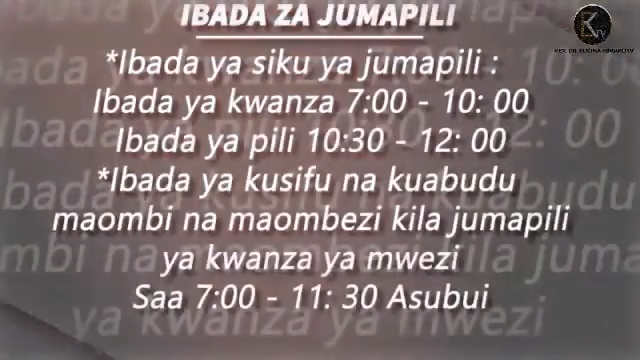 IBADA ZA JUMAPILI
*Ibada ya siku ya jumapili :
Ibada ya kwanza 7:00 - 10: 00
Ibada ya pili 10:30 - 12: 00
*Ibada ya kusifu na kuabudu
maombi na maombezi kila jumapili
ya kwanza ya mwezi
Saa 7:00 - 11: 30 Asubui